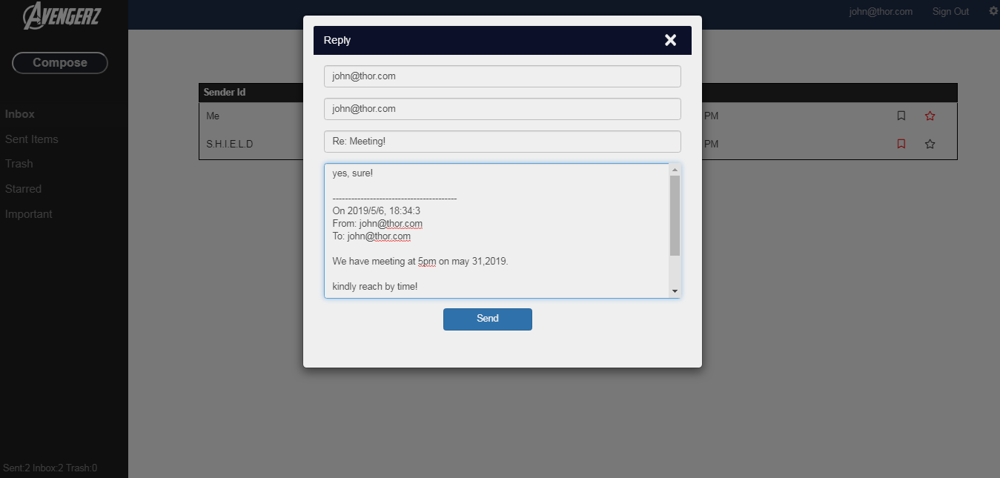 AVENGERZ
john@thor.com Sign Out
Compose
Inbox
Sent Items
Trash
Starred
Important
Sent:2 Inbox:2 Trash:0
Sender Id
Me PM
S.H.I.E.L.D PM
Reply
john@thor.com
john@thor.com
Re: Meeting!
yes, sure!
----------------------------------------
On 2019/5/6, 18:34:3
From: john@thor.com
To: john@thor.com
We have meeting at 5pm on may 31,2019.
kindly reach by time!
Send